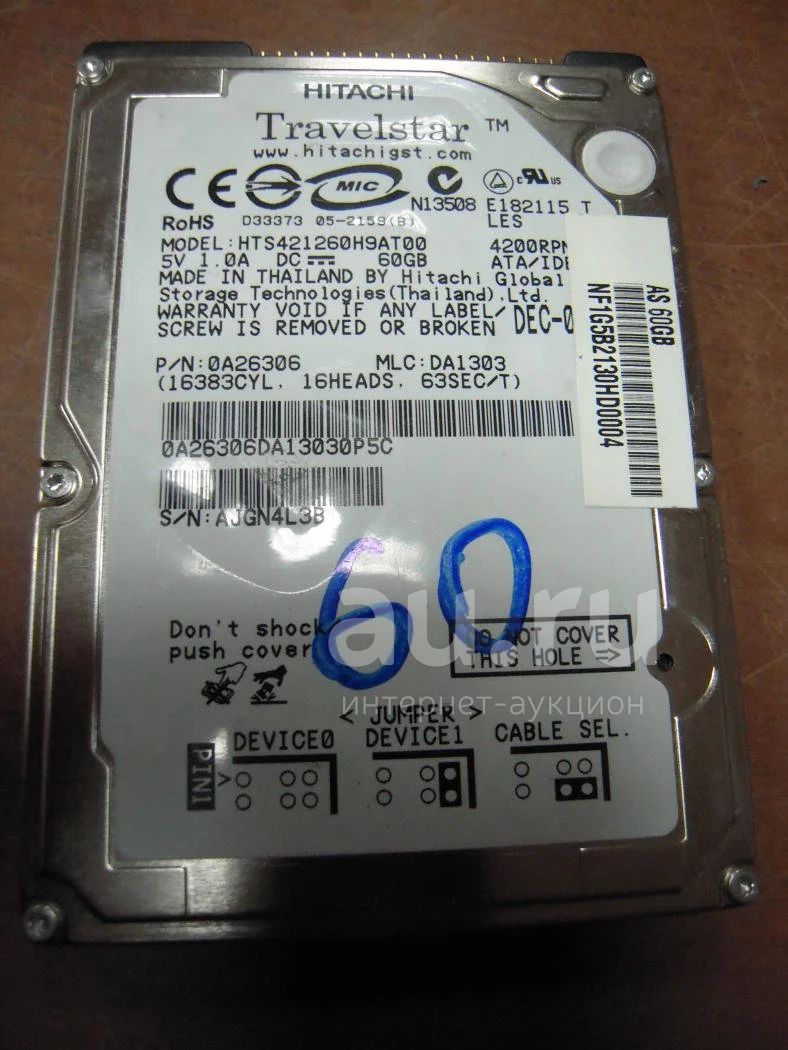 HITACHI
Travelstar ™
www.hitachigst.com
CE MIC c UR us
N13508 E182115 T
RoHS D33373 05-2159(B) LES
MODEL: HTS421260H9AT00 4200RPM
5V 1.0A DC 60GB ATA/IDE
MADE IN THAILAND BY Hitachi Global
Storage Technologies(Thailand).Ltd.
WARRANTY VOID IF ANY LABEL/
SCREW IS REMOVED OR BROKEN DEC-0
P/N:0A26306 MLC:DA1303
(16383CYL. 16HEADS. 63SEC/T)
0A26306DA13030P5C
S/N:AJGN4L3B
AS 60GB
NF1G5B2130HD0004
60
au.ru
интернет-аукцион
Don't shock
push cover
DO NOT COVER
THIS HOLE ⇒
< JUMPER >
DEVICE0 DEVICE1 CABLE SEL.
PIN1